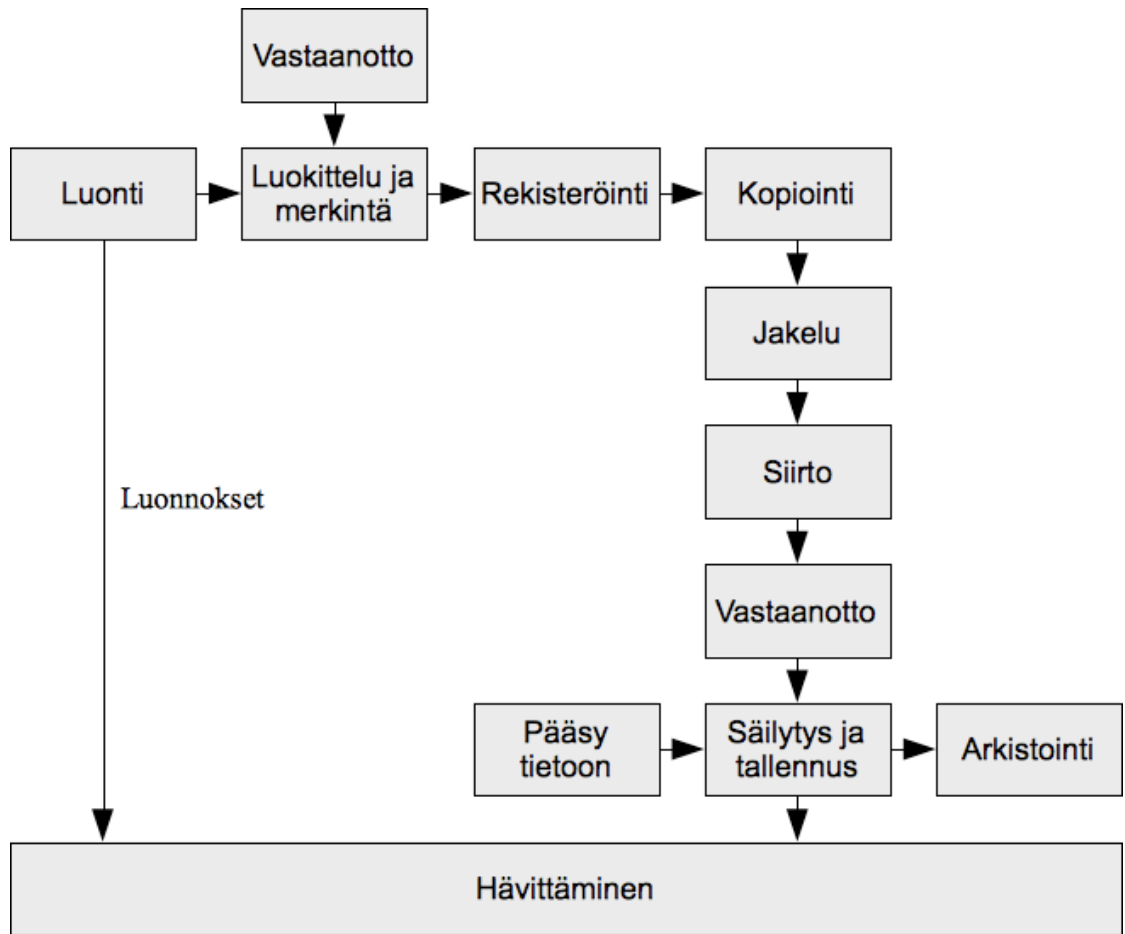 Vastaanotto
Luonti
Luokittelu ja
merkintä
Rekisteröinti
Kopiointi
Jakelu
Siirto
Luonnokset
Vastaanotto
Pääsy
tietoon
Säilytys ja
tallennus
Arkistointi
Hävittäminen